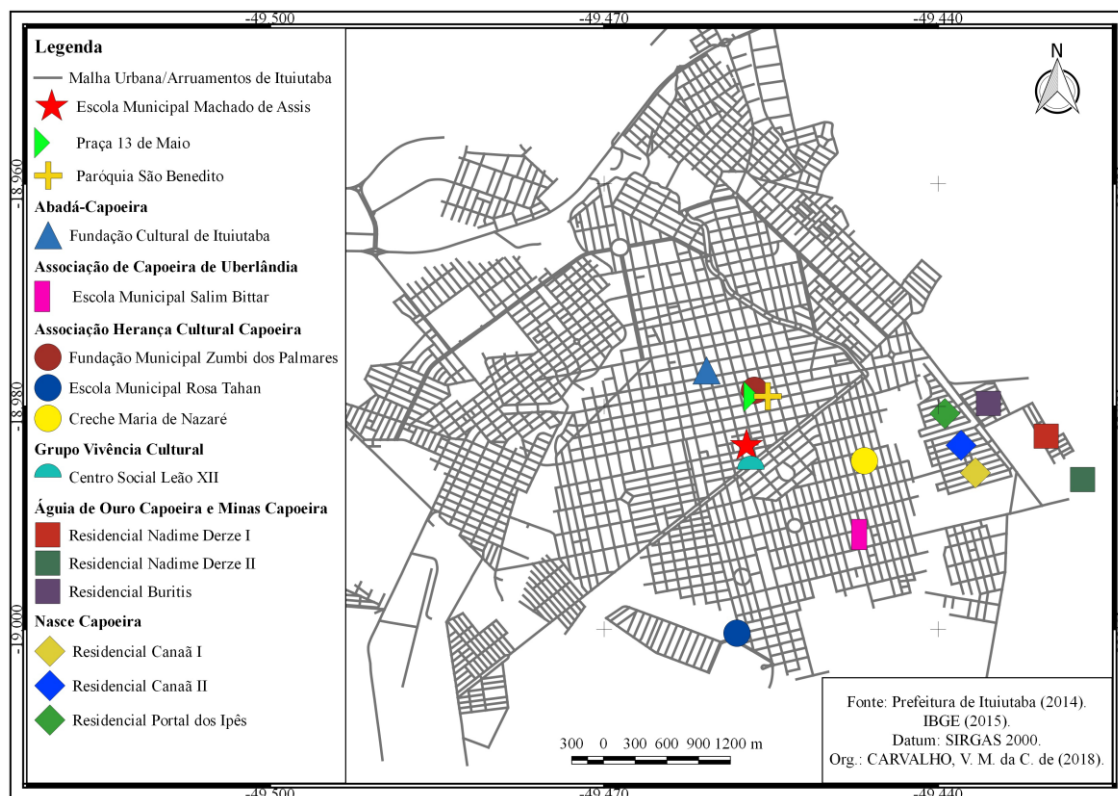 -49.500 -49.470 -49.440
Legenda
Malha Urbana/Arruamentos de Ituiutaba
Escola Municipal Machado de Assis
Praça 13 de Maio
Paróquia São Benedito
Abadá-Capoeira
Fundação Cultural de Ituiutaba
Associação de Capoeira de Uberlândia
Escola Municipal Salim Bittar
Associação Herança Cultural Capoeira
Fundação Municipal Zumbi dos Palmares
Escola Municipal Rosa Tahan
Creche Maria de Nazaré
Grupo Vivência Cultural
Centro Social Leão XII
Águia de Ouro Capoeira e Minas Capoeira
Residencial Nadime Derze I
Residencial Nadime Derze II
Residencial Buritis
Nasce Capoeira
Residencial Canaã I
Residencial Canaã II
Residencial Portal dos Ipês
-18.960
-18.980
-19.000
N
300 0 300 600 900 1200 m
Fonte: Prefeitura de Ituiutaba (2014).
IBGE (2015).
Datum: SIRGAS 2000.
Org.: CARVALHO, V. M. da C. de (2018).
-49.500 -49.470 -49.440